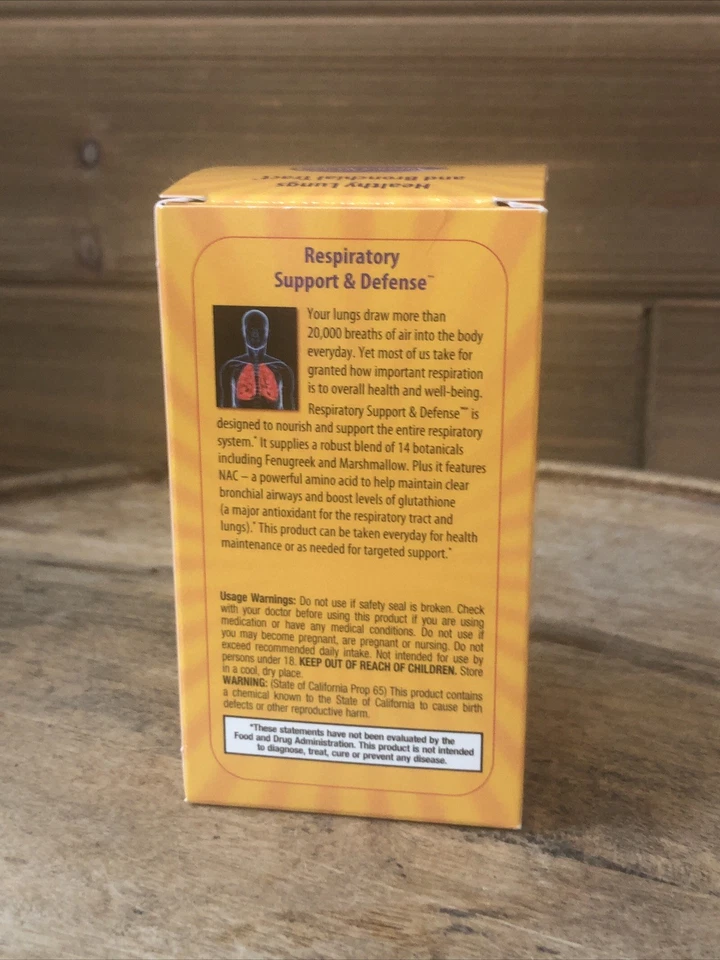 Healthy Lungs
and Bronchial Tract*
Respiratory
Support & Defense™
Your lungs draw more than
20,000 breaths of air into the body
everyday. Yet most of us take for
granted how important respiration
is to overall health and well-being.
Respiratory Support & Defense™ is
designed to nourish and support the entire respiratory
system.* It supplies a robust blend of 14 botanicals
including Fenugreek and Marshmallow. Plus it features
NAC – a powerful amino acid to help maintain clear
bronchial airways and boost levels of glutathione
(a major antioxidant for the respiratory tract and
lungs).* This product can be taken everyday for health
maintenance or as needed for targeted support.*
Usage Warnings: Do not use if safety seal is broken. Check
with your doctor before using this product if you are using
medication or have any medical conditions. Do not use if
you may become pregnant, are pregnant or nursing. Do not
exceed recommended daily intake. Not intended for use by
persons under 18. KEEP OUT OF REACH OF CHILDREN. Store
in a cool, dry place.
WARNING: (State of California Prop 65) This product contains
a chemical known to the State of California to cause birth
defects or other reproductive harm.
*These statements have not been evaluated by the
Food and Drug Administration. This product is not intended
to diagnose, treat, cure or prevent any disease.